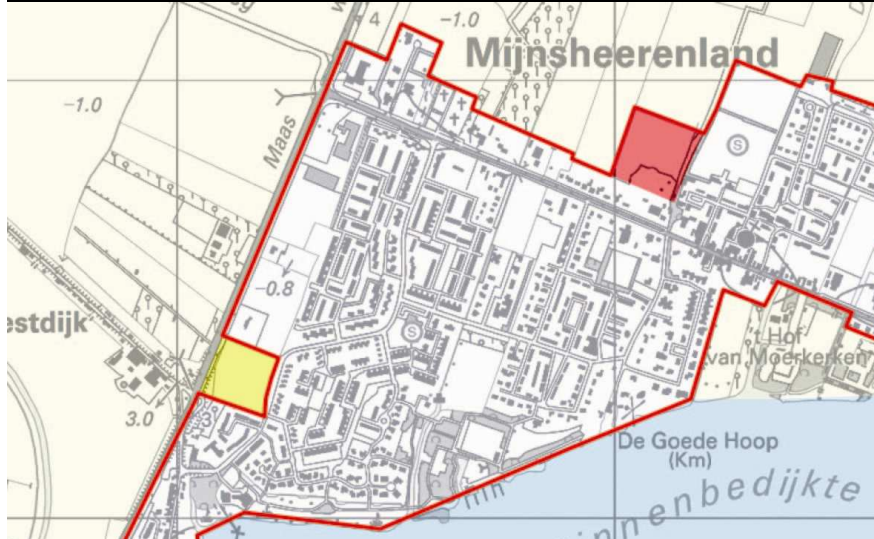 4
-1.0
Mijnsheerenland
-1.0
Maas
S
-0.8
estdijk
S
Hof
van Moerkerken
3.0
De Goede Hoop
(Km)
innenbedijkte